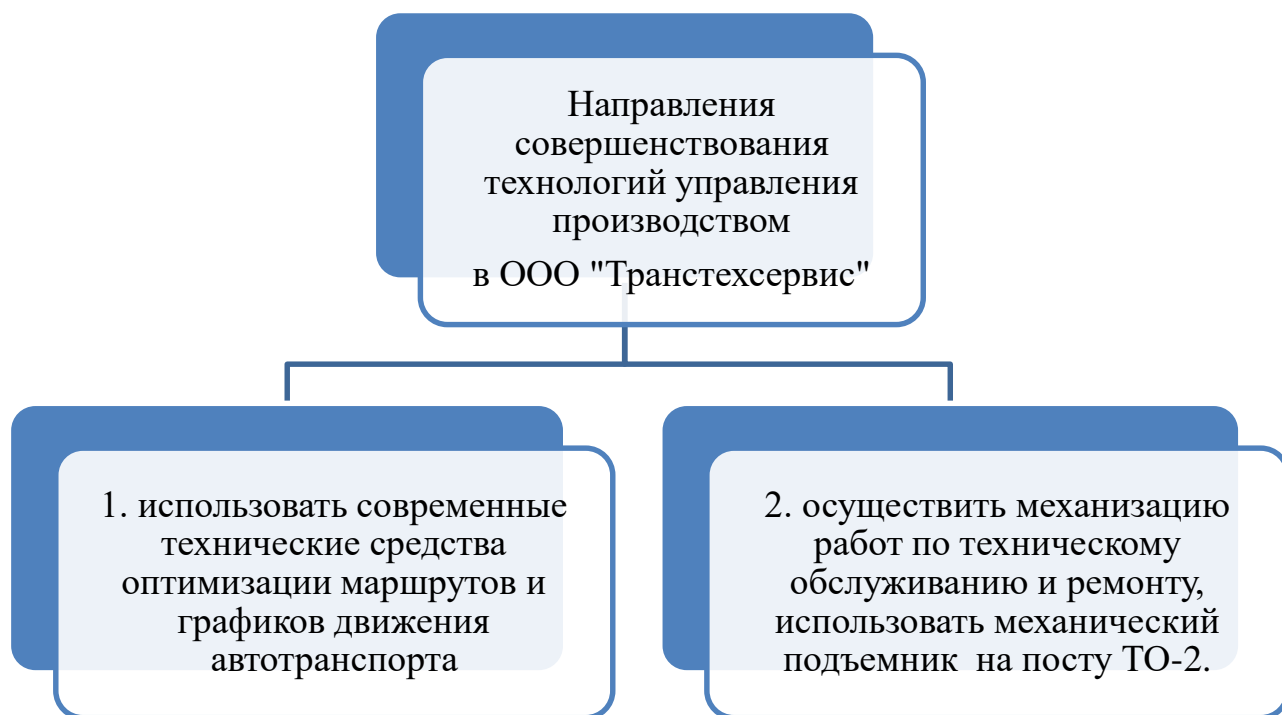 Направления
совершенствования
технологий управления
производством
в ООО "Транстехсервис"
1. использовать современные
технические средства
оптимизации маршрутов и
графиков движения
автотранспорта
2. осуществить механизацию
работ по техническому
обслуживанию и ремонту,
использовать механический
подъемник  на посту ТО-2.